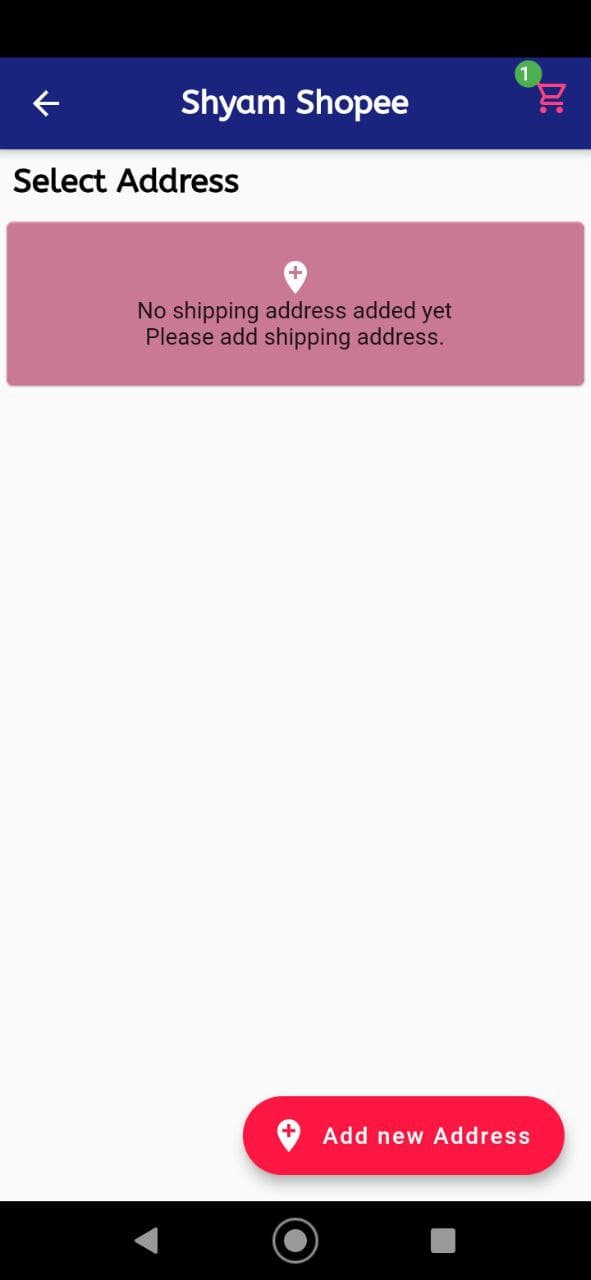 1
Shyam Shopee
Select Address
No shipping address added yet
Please add shipping address.
Add new Address